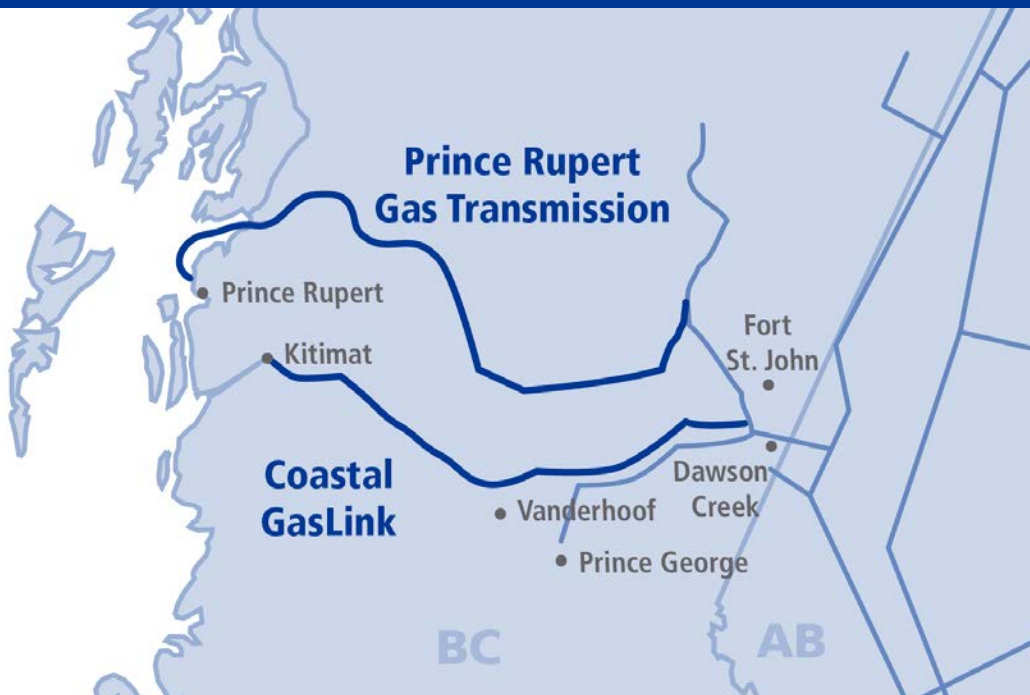 Prince Rupert
Gas Transmission
Prince Rupert
Fort
St. John
Kitimat
Coastal
GasLink
Dawson
Creek
Vanderhoof
Prince George
BC
AB